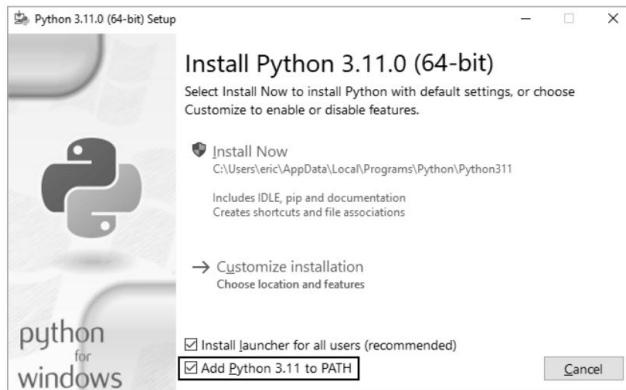 Python 3.11.0 (64-bit) Setup
Install Python 3.11.0 (64-bit)
Select Install Now to install Python with default settings, or choose
Customize to enable or disable features.
Install Now
C:\Users\eric\AppData\Local\Programs\Python\Python311
Includes IDLE, pip and documentation
Creates shortcuts and file associations
Customize installation
Choose location and features
python
for
windows
Install launcher for all users (recommended)
Add Python 3.11 to PATH
Cancel